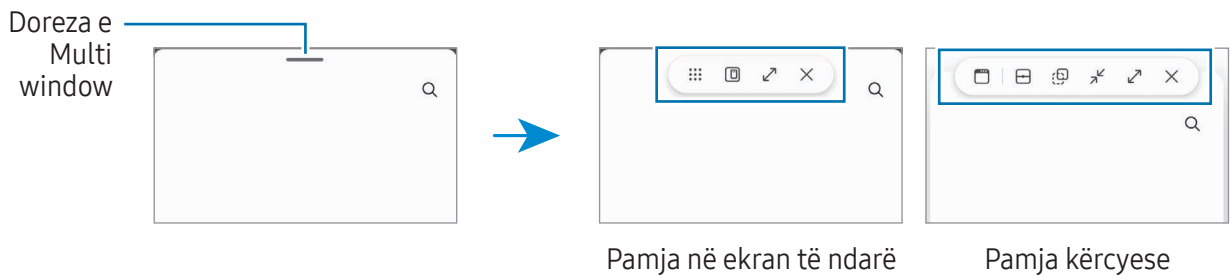 Doreza e
Multi
window
Pamja në ekran të ndarë
Pamja kërcyese